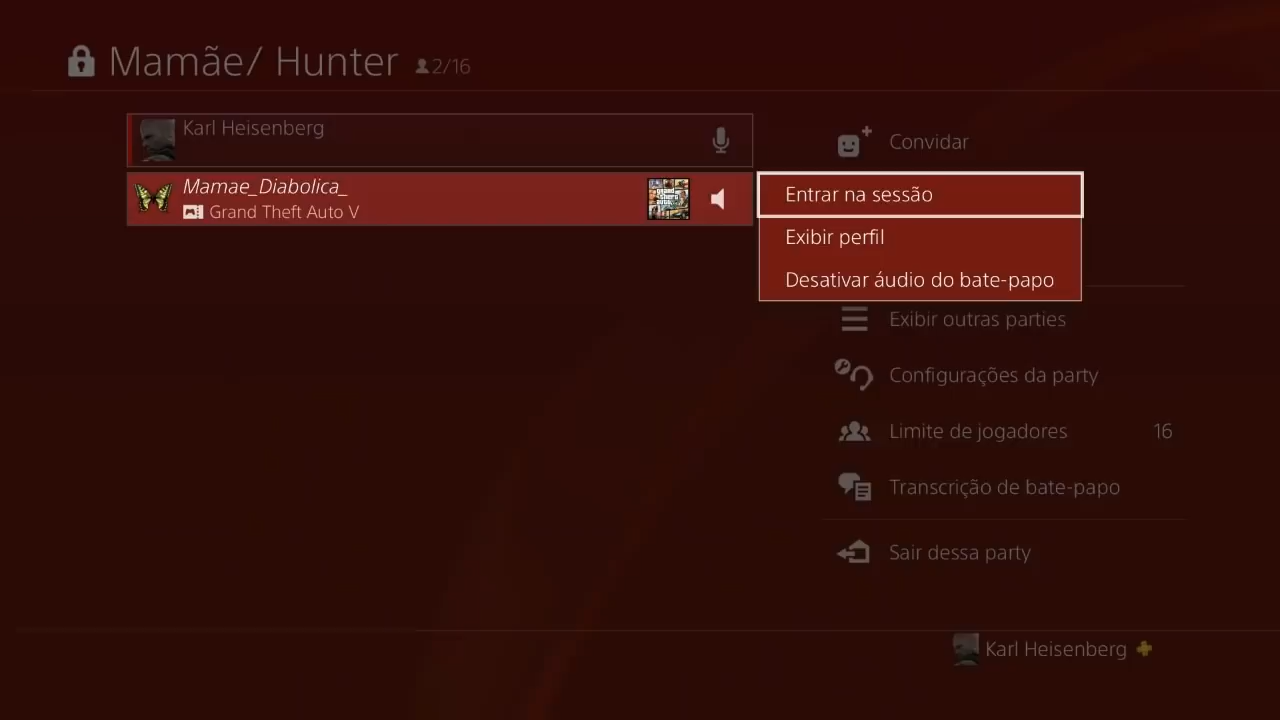 Mamãe/ Hunter 2/16
Karl Heisenberg
Mamae_Diabolica_
Grand Theft Auto V
Convidar
Entrar na sessão
Exibir perfil
Desativar áudio do bate-papo
Exibir outras parties
Configurações da party
Limite de jogadores 16
Transcrição de bate-papo
Sair dessa party
Karl Heisenberg